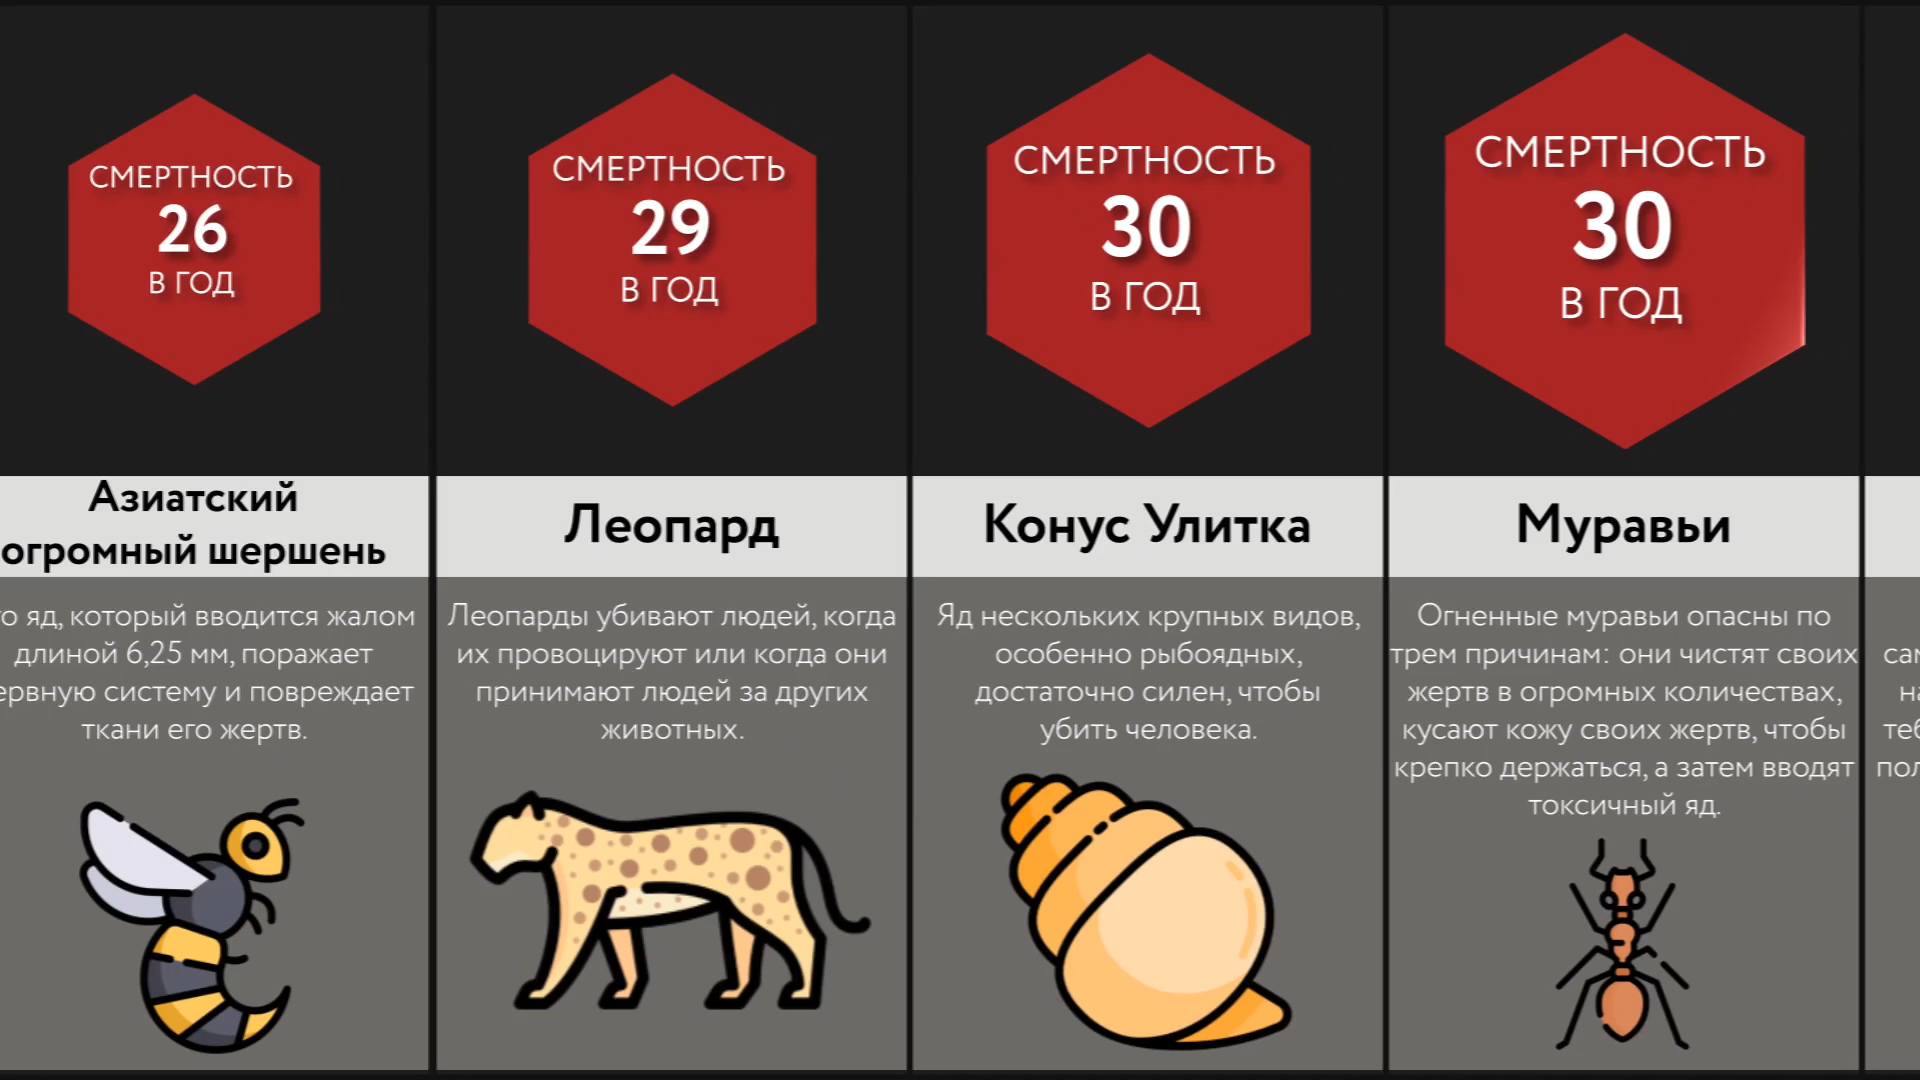 СМЕРТНОСТЬ
26
В ГОД
Азиатский
огромный шершень
яд, который вводится жалом
длиной 6,25 мм, поражает
систему и повреждает
ткани его жертв.
СМЕРТНОСТЬ
29
В ГОД
Леопард
Леопарды убивают людей, когда
их провоцируют или когда они
принимают людей за других
животных.
СМЕРТНОСТЬ
30
В ГОД
Конус Улитка
Яд нескольких крупных видов,
особенно рыбоядных,
достаточно силен, чтобы
убить человека.
СМЕРТНОСТЬ
30
В ГОД
Муравьи
Огненные муравьи опасны по
трем причинам: они чистят своих
жертв в огромных количествах,
кусают кожу своих жертв, чтобы
крепко держаться, а затем вводят
токсичный яд.